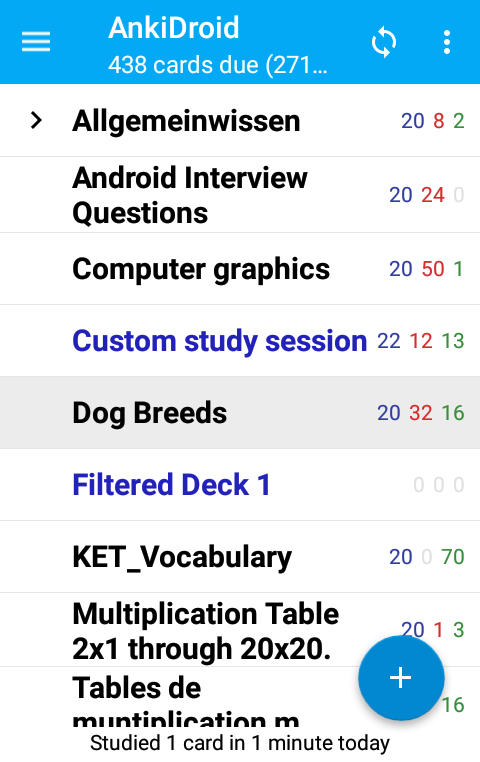 AnkiDroid
438 cards due (271…
Allgemeinwissen 20 8 2
Android Interview
Questions 20 24 0
Computer graphics 20 50 1
Custom study session 22 12 13
Dog Breeds 20 32 16
Filtered Deck 1 0 0 0
KET_Vocabulary 20 0 70
Multiplication Table
2x1 through 20x20. 20 1 3
Tables de
muntiplication m 16
Studied 1 card in 1 minute today